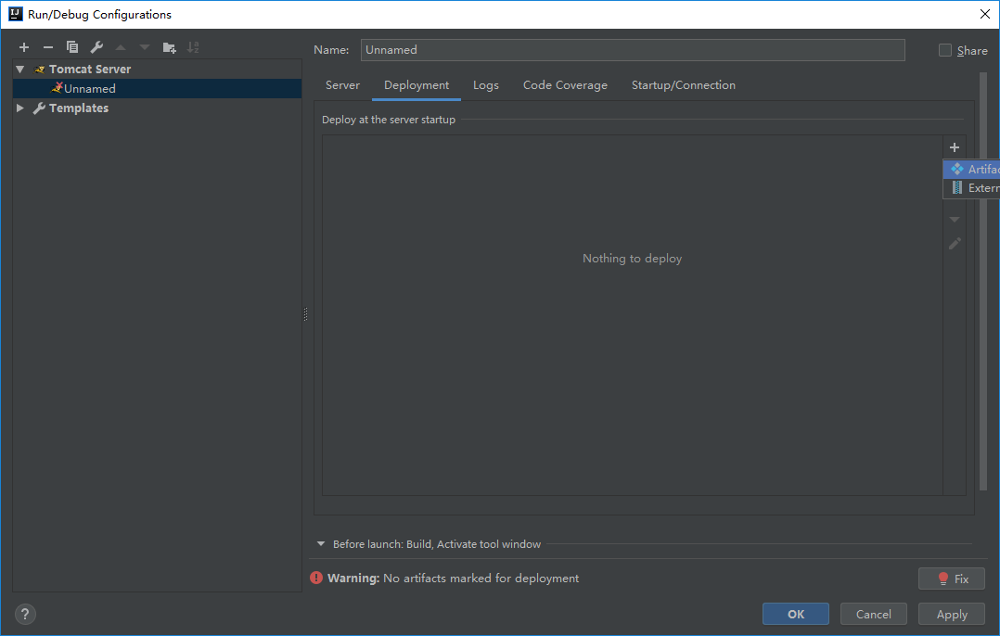 Run/Debug Configurations
Name: Unnamed
Share
Tomcat Server
Unnamed
Templates
Server Deployment Logs Code Coverage Startup/Connection
Deploy at the server startup
Artifac
Extern
Nothing to deploy
Before launch: Build, Activate tool window
Warning: No artifacts marked for deployment
Fix
?
OK Cancel Apply